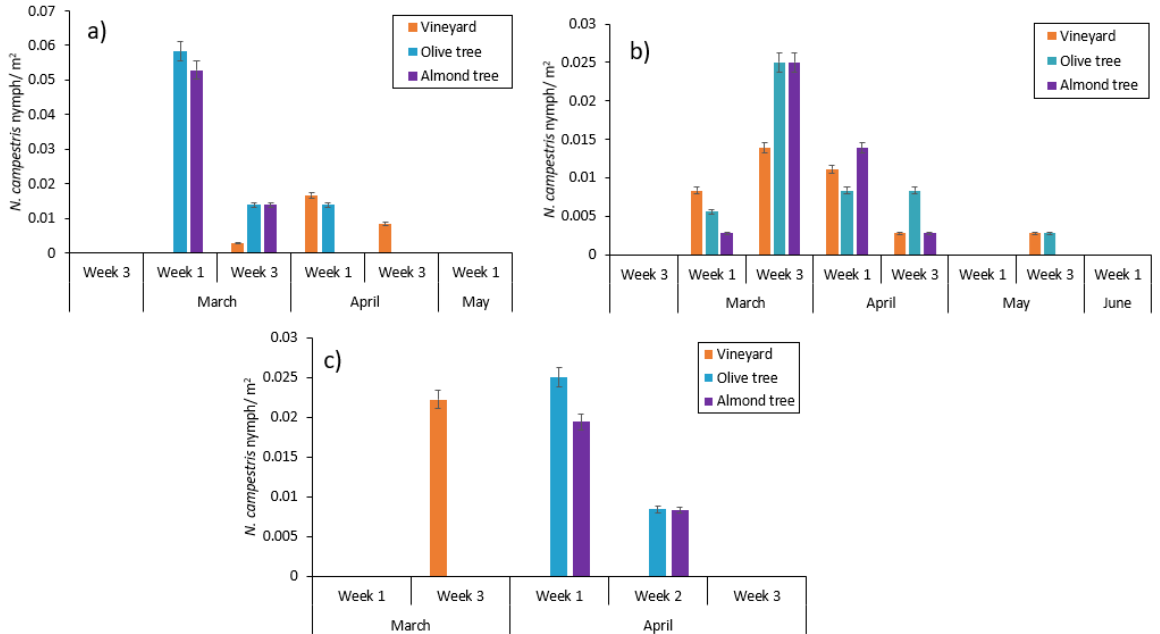 a)
0.07
0.06
0.05
0.04
0.03
0.02
0.01
0
N. campestris nymph/ m²
Vineyard
Olive tree
Almond tree
Week 3 Week 1 Week 3 Week 1 Week 3 Week 1
March April May
b)
0.03
0.025
0.02
0.015
0.01
0.005
0
N. campestris nymph/ m²
Vineyard
Olive tree
Almond tree
Week 3 Week 1 Week 3 Week 1 Week 3 Week 1 Week 3 Week 1
March April May June
c)
0.03
0.025
0.02
0.015
0.01
0.005
0
N. campestris nymph/ m²
Vineyard
Olive tree
Almond tree
Week 1 Week 3 Week 1 Week 2 Week 3
March April